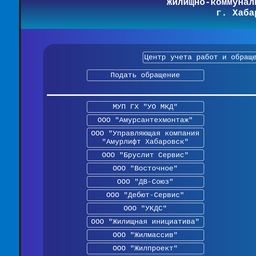 жилищно-коммуналь
г. Хабар
Центр учета работ и обраще
Подать обращение
МУП ГХ "УО МКД"
ООО "Амурсантехмонтаж"
ООО "Управляющая компания
"Амурлифт Хабаровск"
ООО "Бруслит Сервис"
ООО "Восточное"
ООО "ДВ-Союз"
ООО "Дебют-Сервис"
ООО "УКДС"
ООО "Жилищная инициатива"
ООО "Жилмассив"
ООО "Жилпроект"